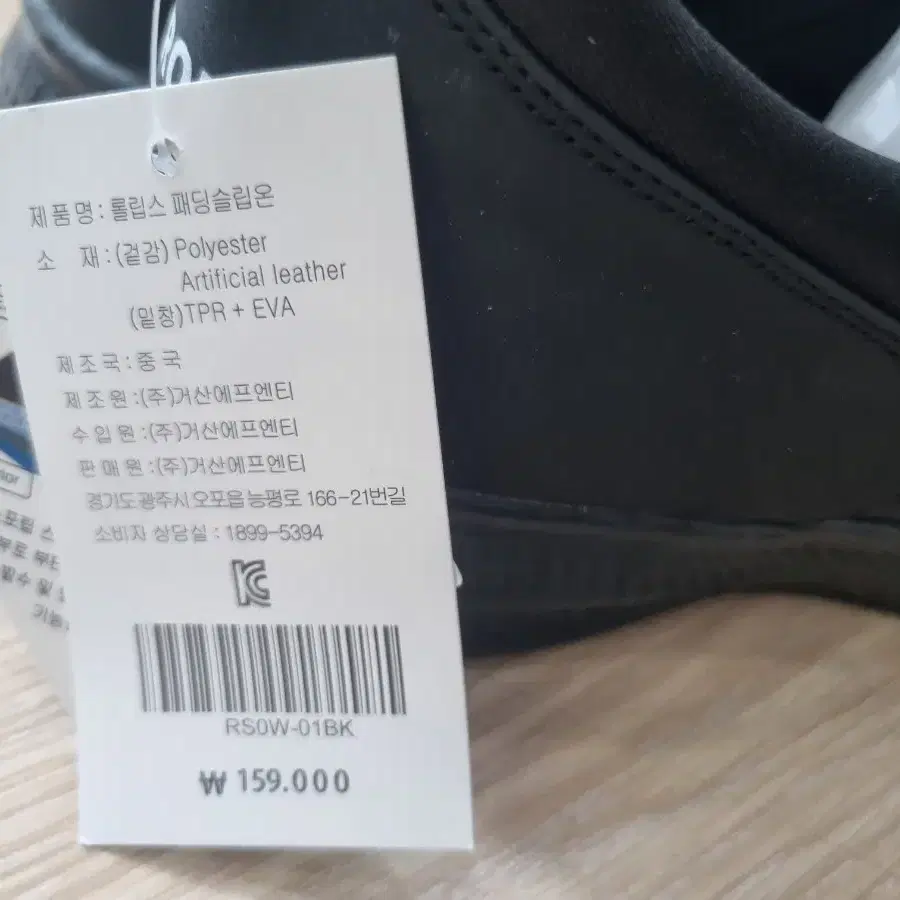 제품명 : 롤립스 패딩슬립온
소 재 : (겉감) Polyester
Artificial leather
(밑창)TPR + EVA
제조국 : 중국
제조원 : (주)거산에프엔티
수입원 : (주)거산에프엔티
판매원 : (주)거산에프엔티
경기도 광주시 오포읍 능평로 166-21번길
소비자 상담실 : 1899-5394
RS0W-01BK
₩ 159.000